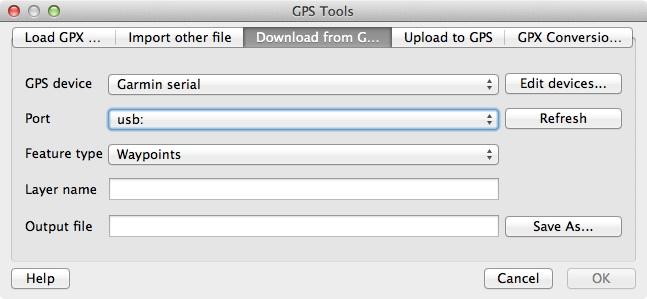 GPS Tools
Load GPX ... Import other file Download from G... Upload to GPS GPX Conversio...
GPS device Garmin serial Edit devices...
Port usb: Refresh
Feature type Waypoints
Layer name
Output file Save As...
Help Cancel OK